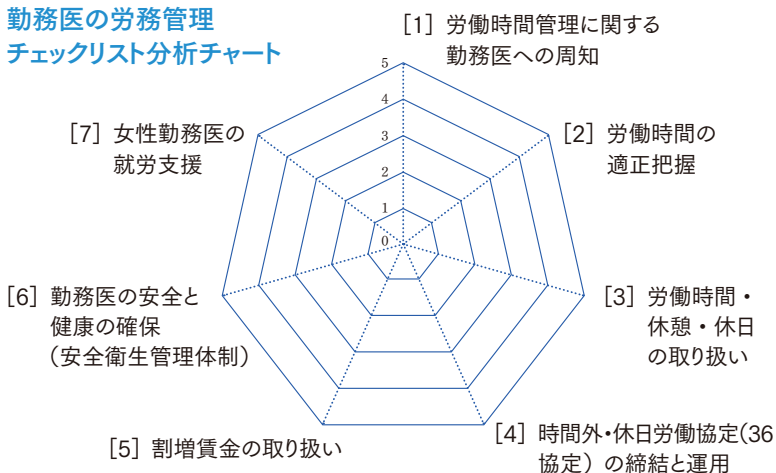 勤務医の労務管理
チェックリスト分析チャート
［1］労働時間管理に関する
勤務医への周知
5
4
3
2
1
0
［7］女性勤務医の
就労支援
［2］労働時間の
適正把握
［6］勤務医の安全と
健康の確保
（安全衛生管理体制）
［3］労働時間・
休憩・休日
の取り扱い
［5］割増賃金の取り扱い
［4］時間外・休日労働協定(36
協定）の締結と運用